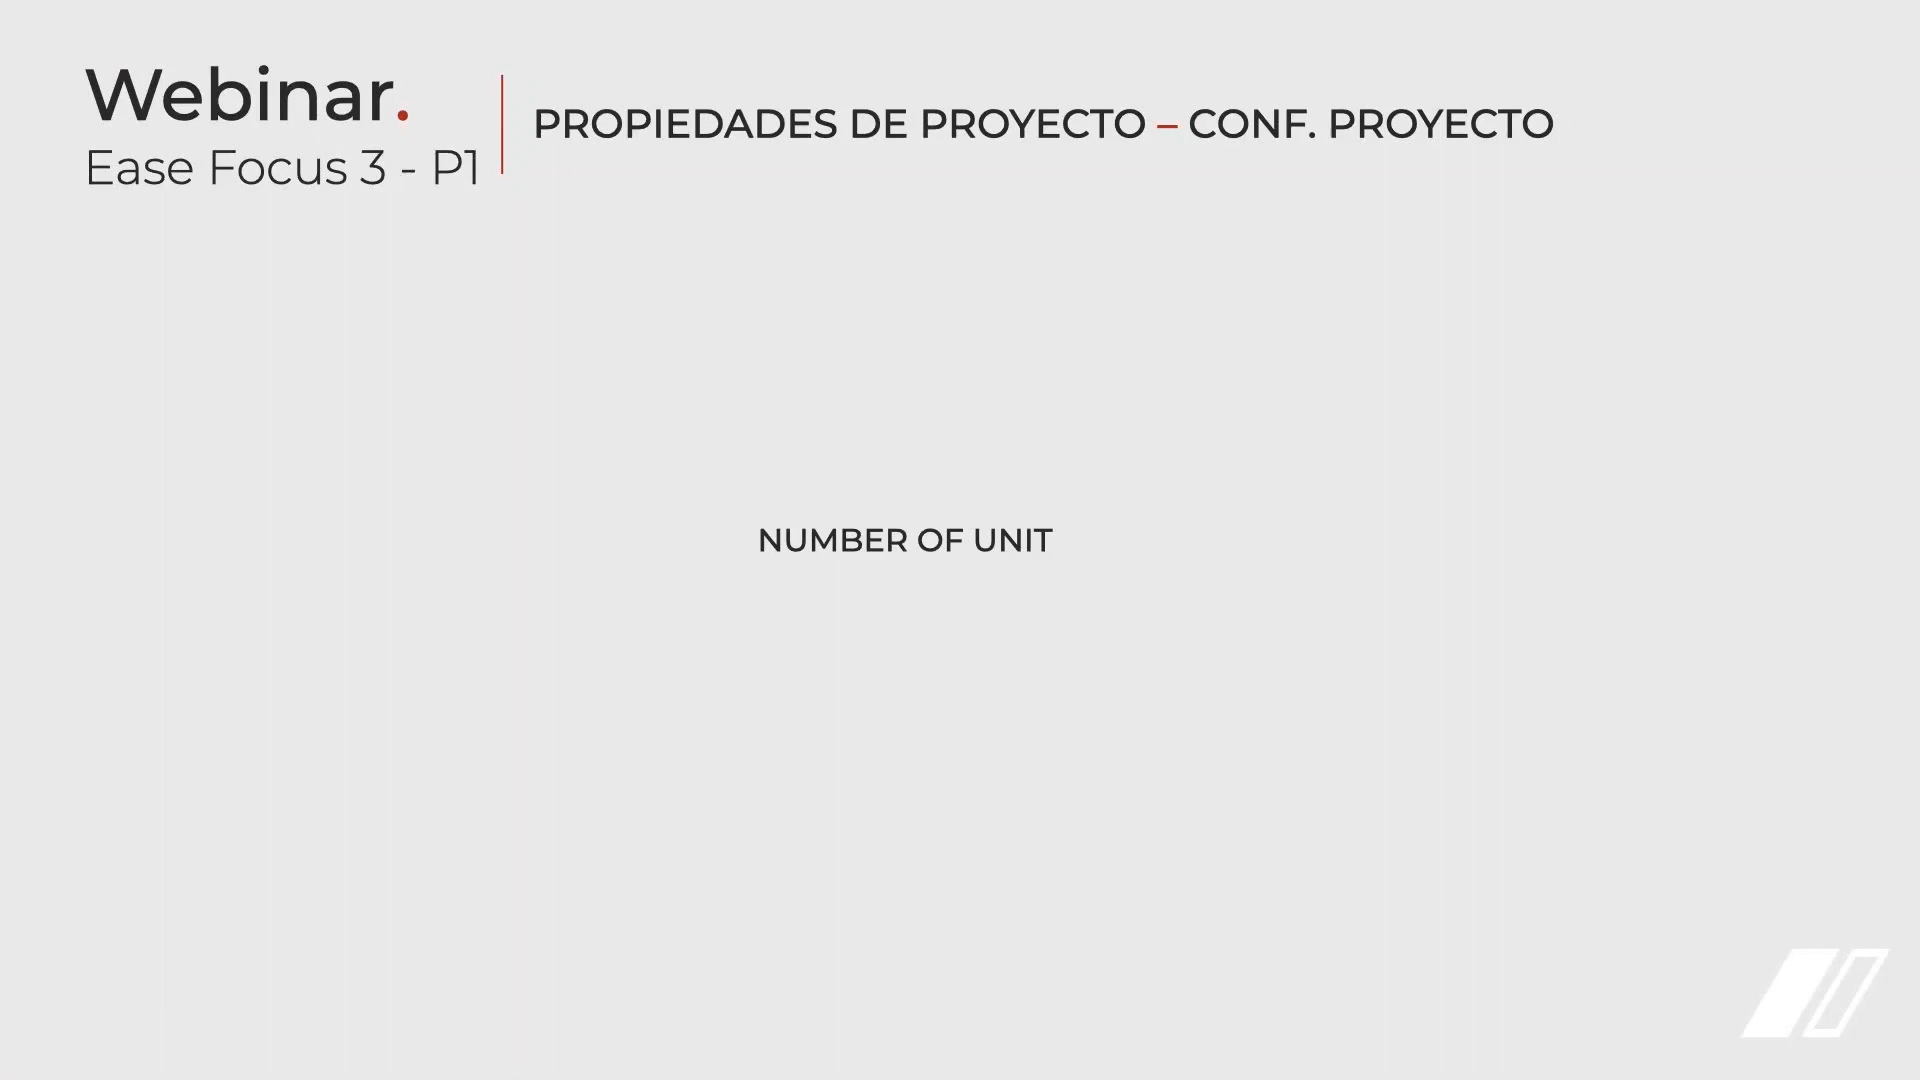 Webinar.
Ease Focus 3 - P1
PROPIEDADES DE PROYECTO – CONF. PROYECTO
NUMBER OF UNIT